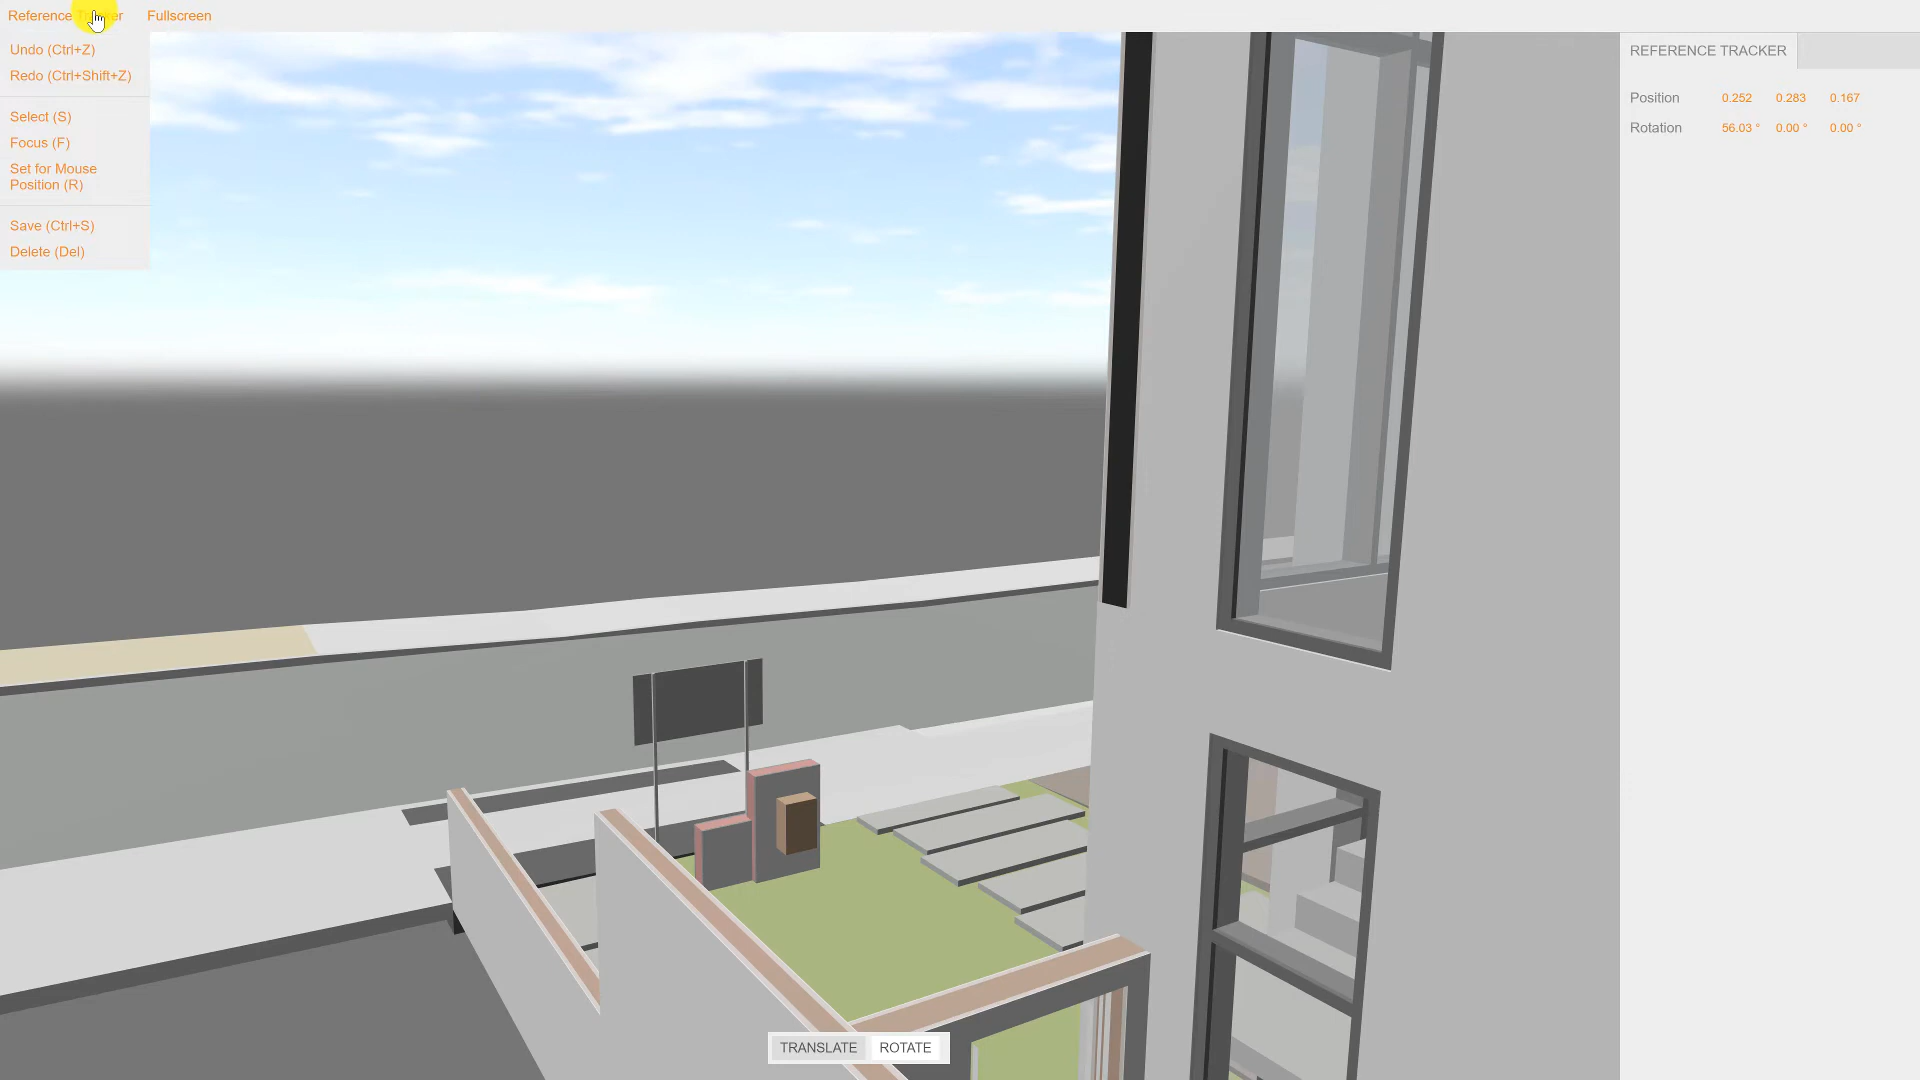 Reference Tracker Fullscreen
Undo (Ctrl+Z)
Redo (Ctrl+Shift+Z)
Select (S)
Focus (F)
Set for Mouse
Position (R)
Save (Ctrl+S)
Delete (Del)
REFERENCE TRACKER
Position 0.252 0.283 0.167
Rotation 56.03 ° 0.00 ° 0.00 °
TRANSLATE ROTATE